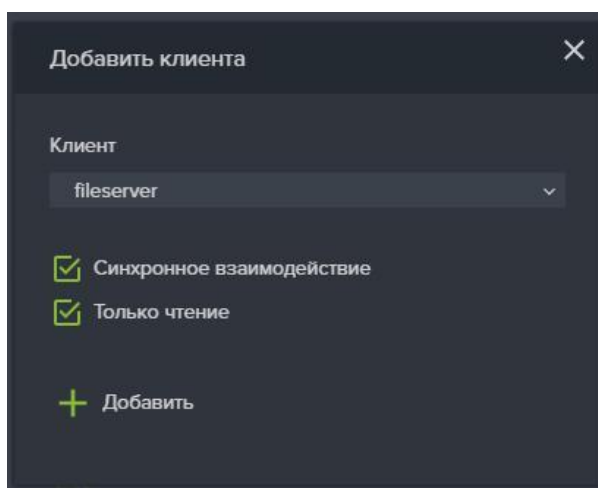 Добавить клиента
Клиент
fileserver
Синхронное взаимодействие
Только чтение
Добавить